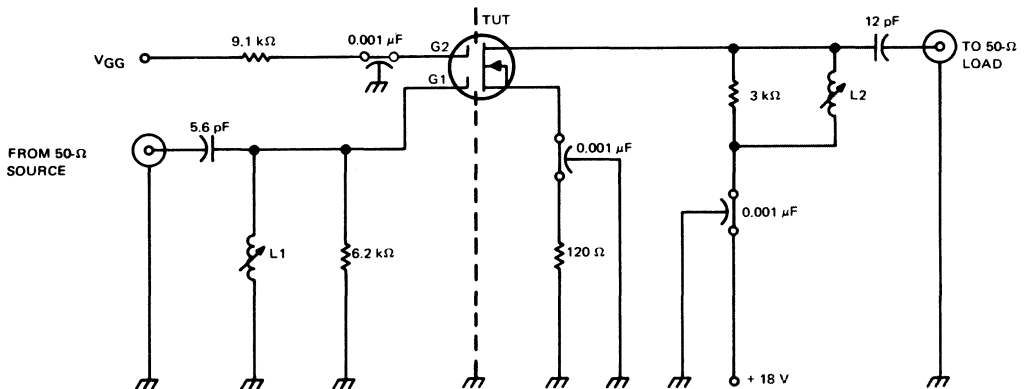 TUT
12 pF
9.1 kΩ
0.001 μF
G2
VGG
TO 50-Ω
LOAD
G1
3 kΩ
L2
5.6 pF
FROM 50-Ω
SOURCE
0.001 μF
0.001 μF
L1
6.2 kΩ
120 Ω
+ 18 V